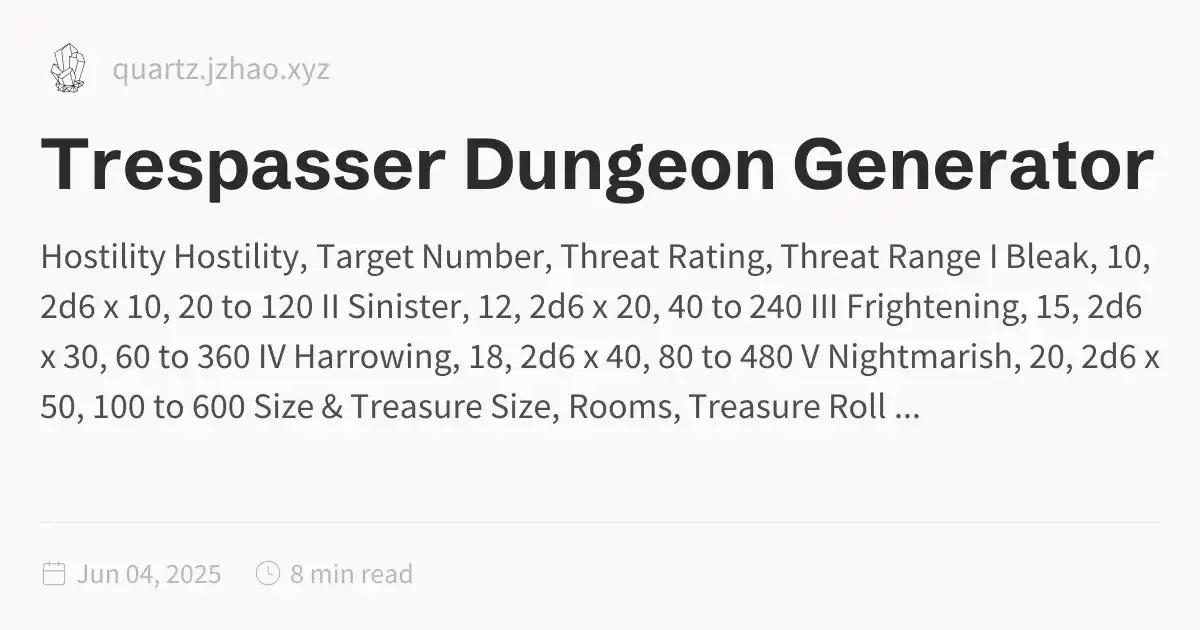 quartz.jzhao.xyz
Trespasser Dungeon Generator
Hostility Hostility, Target Number, Threat Rating, Threat Range I Bleak, 10,
2d6 x 10, 20 to 120 II Sinister, 12, 2d6 x 20, 40 to 240 III Frightening, 15, 2d6
x 30, 60 to 360 IV Harrowing, 18, 2d6 x 40, 80 to 480 V Nightmarish, 20, 2d6 x
50, 100 to 600 Size & Treasure Size, Rooms, Treasure Roll ...
Jun 04, 2025 8 min read